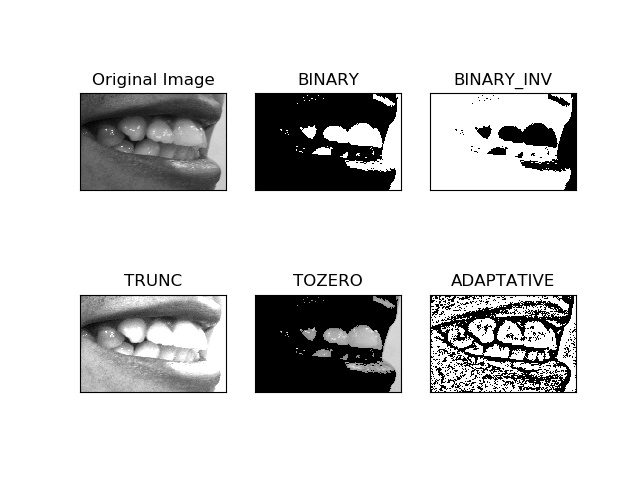 Original Image
BINARY
BINARY_INV
TRUNC
TOZERO
ADAPTATIVE